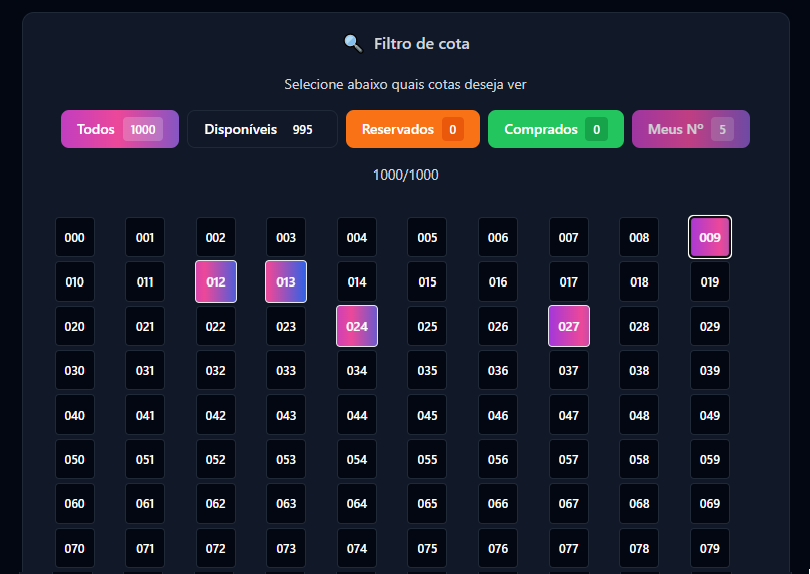 Filtro de cota
Selecione abaixo quais cotas deseja ver
Todos 1000 Disponíveis 995 Reservados 0 Comprados 0 Meus Nº 5
1000/1000
000 001 002 003 004 005 006 007 008 009
010 011 012 013 014 015 016 017 018 019
020 021 022 023 024 025 026 027 028 029
030 031 032 033 034 035 036 037 038 039
040 041 042 043 044 045 046 047 048 049
050 051 052 053 054 055 056 057 058 059
060 061 062 063 064 065 066 067 068 069
070 071 072 073 074 075 076 077 078 079